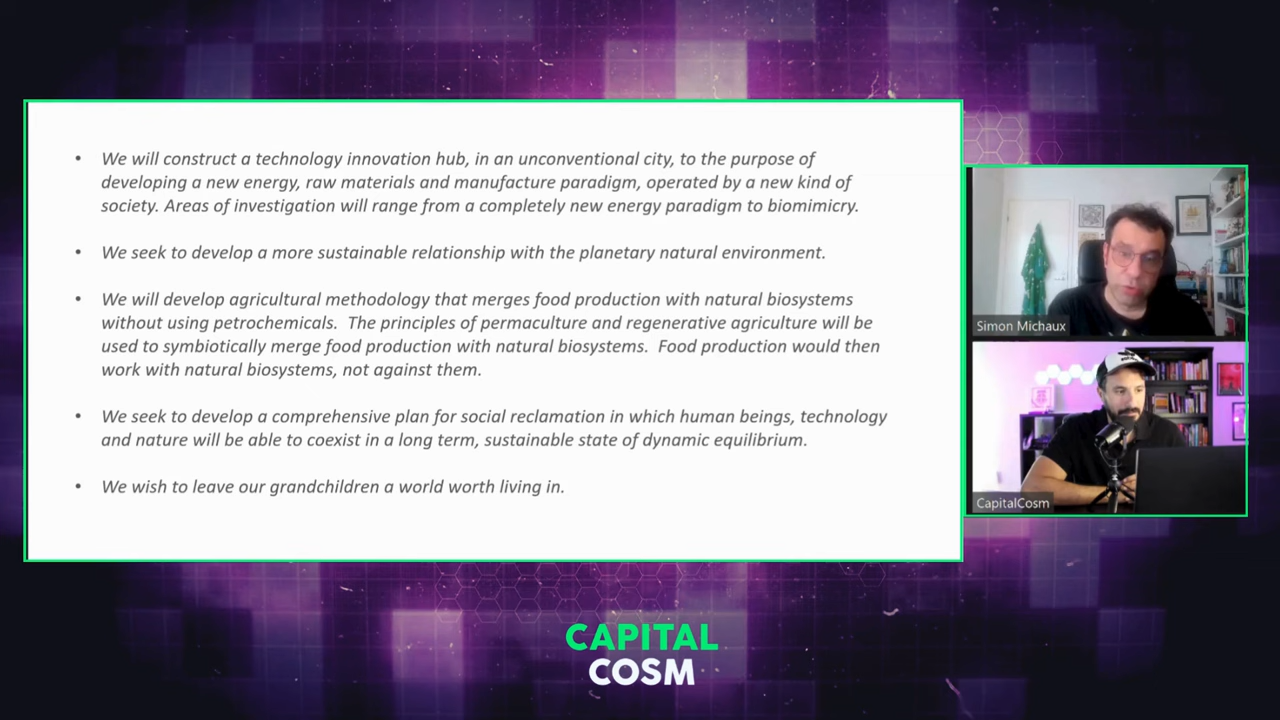 • We will construct a technology innovation hub, in an unconventional city, to the purpose of
developing a new energy, raw materials and manufacture paradigm, operated by a new kind of
society. Areas of investigation will range from a completely new energy paradigm to biomimicry.
• We seek to develop a more sustainable relationship with the planetary natural environment.
• We will develop agricultural methodology that merges food production with natural biosystems
without using petrochemicals. The principles of permaculture and regenerative agriculture will be
used to symbiotically merge food production with natural biosystems. Food production would then
work with natural biosystems, not against them.
• We seek to develop a comprehensive plan for social reclamation in which human beings, technology
and nature will be able to coexist in a long term, sustainable state of dynamic equilibrium.
• We wish to leave our grandchildren a world worth living in.
Simon Michaux
CapitalCosm
CAPITAL
COSM